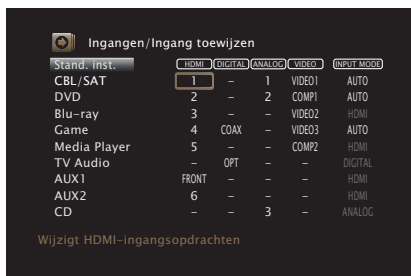 Ingangen/Ingang toewijzen
Stand. inst. HDMI DIGITAL ANALOG VIDEO INPUT MODE
CBL/SAT 1 – 1 VIDEO1 AUTO
DVD 2 – 2 COMP1 AUTO
Blu-ray 3 – – VIDEO2 HDMI
Game 4 COAX – VIDEO3 AUTO
Media Player 5 – – COMP2 HDMI
TV Audio – OPT – – DIGITAL
AUX1 FRONT – – – HDMI
AUX2 6 – – – HDMI
CD – – 3 – ANALOG
Wijzigt HDMI-ingangsopdrachten